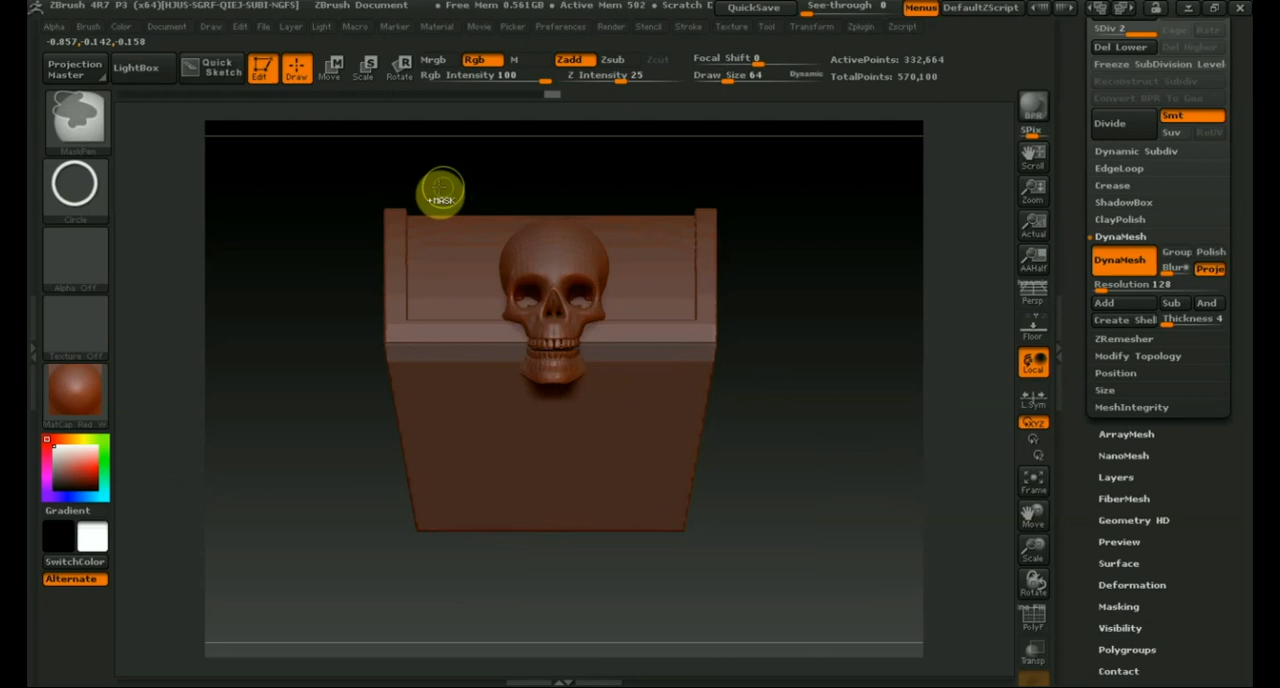 ZBrush 4R7 P3 (x64)[HJUS-SGRF-QIEJ-SUBI-NGFS] ZBrush Document • Free Mem 0.561GB • Active Mem 502 • Scratch D QuickSave See-through 0 Menus DefaultZScript
Alpha Brush Color Document Draw Edit File Layer Light Macro Marker Material Movie Picker Preferences Render Stencil Stroke Texture Tool Transform Zplugin Zscript
-0.857,-0.142,-0.158
Projection Master
LightBox
Quick Sketch
Edit
Draw
Move
Scale
Rotate
Mrgb Rgb M
Rgb Intensity 100
Zadd Zsub Zcut
Z Intensity 25
Focal Shift 0
Draw Size 64 Dynamic
ActivePoints: 332,664
TotalPoints: 570,100
MaskPen
Circle
Alpha Off
Texture Off
MatCap Red W
Gradient
SwitchColor
Alternate
+MASK
BPR
SPix
Scroll
Zoom
Actual
AAHalf
Dynamic
Persp
Floor
Local
L.Sym
XYZ
Frame
Move
Scale
Rotate
PolyF
Transp
SDiv 2 Cage Rstr
Del Lower Del Higher
Freeze SubDivision Level
Reconstruct Subdiv
Convert BPR To Geo
Divide Smt
Suv ReUV
Dynamic Subdiv
EdgeLoop
Crease
ShadowBox
ClayPolish
DynaMesh
DynaMesh Group Polish
Blur Proje
Resolution 128
Add Sub And
Create Shell Thickness 4
ZRemesher
Modify Topology
Position
Size
MeshIntegrity
ArrayMesh
NanoMesh
Layers
FiberMesh
Geometry HD
Preview
Surface
Deformation
Masking
Visibility
Polygroups
Contact